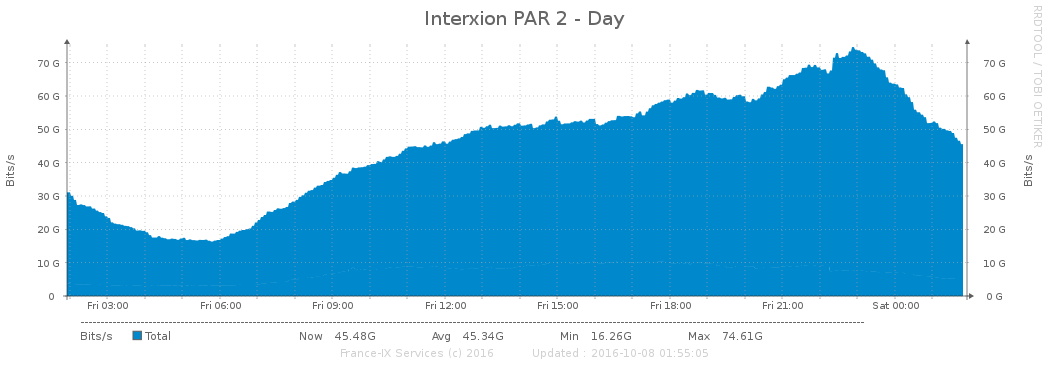 Interxion PAR 2 - Day
RRDTOOL / TOBI OETIKER
Bits/s
70 G 70 G
60 G 60 G
50 G 50 G
40 G 40 G
30 G 30 G
20 G 20 G
10 G 10 G
0 0 G
Bits/s
Fri 03:00 Fri 06:00 Fri 09:00 Fri 12:00 Fri 15:00 Fri 18:00 Fri 21:00 Sat 00:00
Bits/s Total Now 45.48G Avg 45.34G Min 16.26G Max 74.61G
France-IX Services (c) 2016 Updated : 2016-10-08 01:55:05